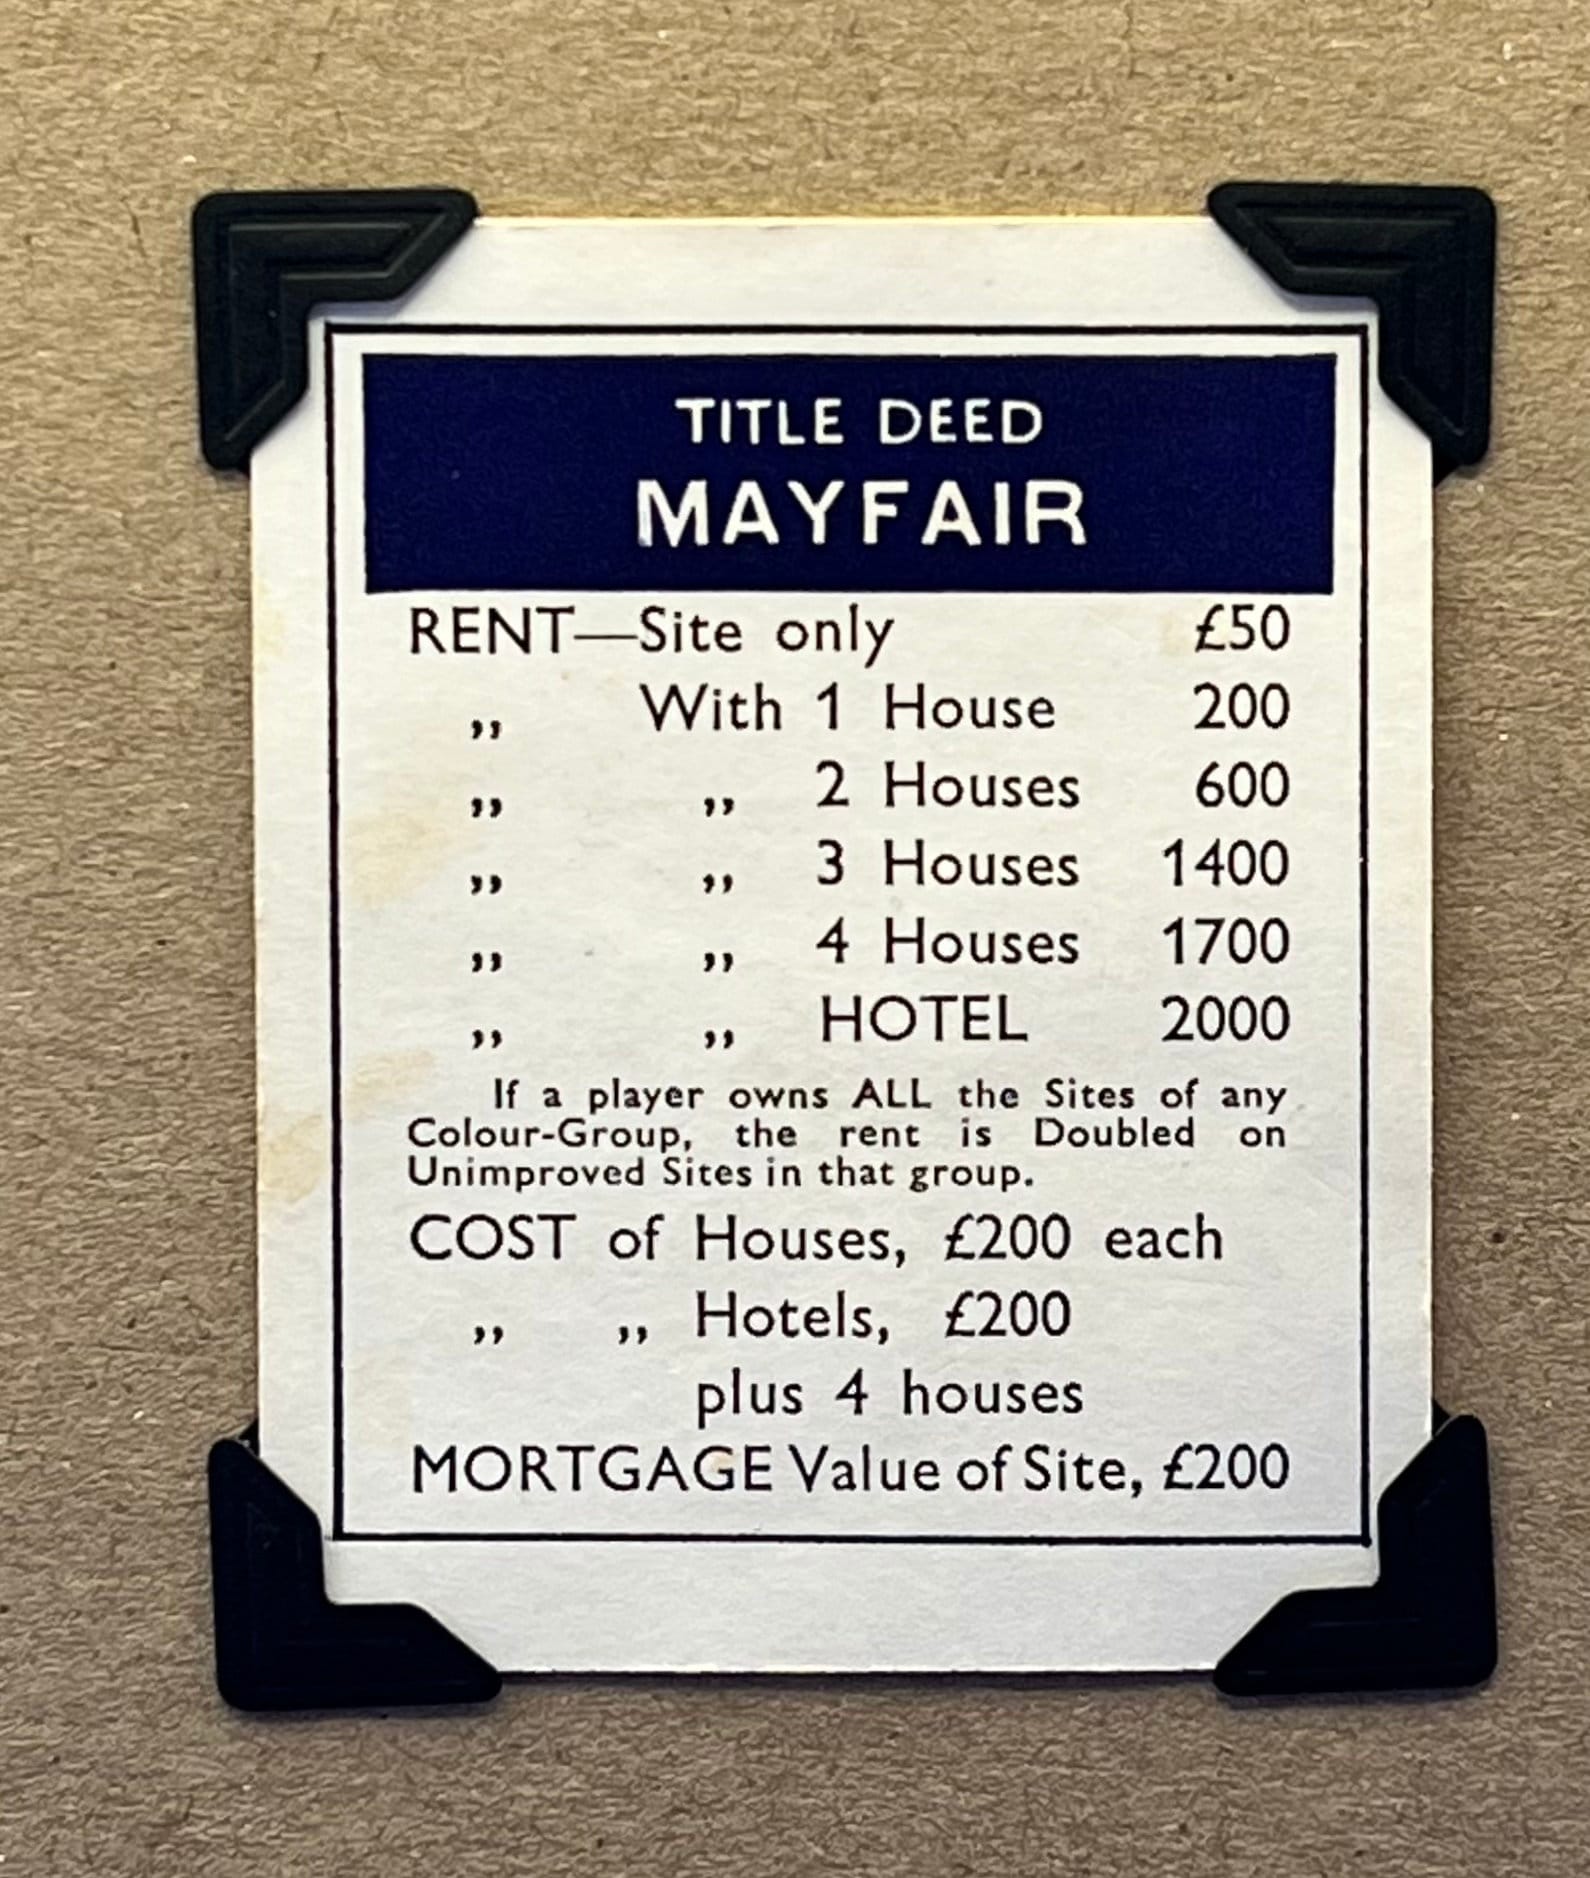 TITLE DEED
MAYFAIR
RENT—Site only £50
,, With 1 House 200
,, ,, 2 Houses 600
,, ,, 3 Houses 1400
,, ,, 4 Houses 1700
,, ,, HOTEL 2000
If a player owns ALL the Sites of any
Colour-Group, the rent is Doubled on
Unimproved Sites in that group.
COST of Houses, £200 each
,, ,, Hotels, £200
plus 4 houses
MORTGAGE Value of Site, £200